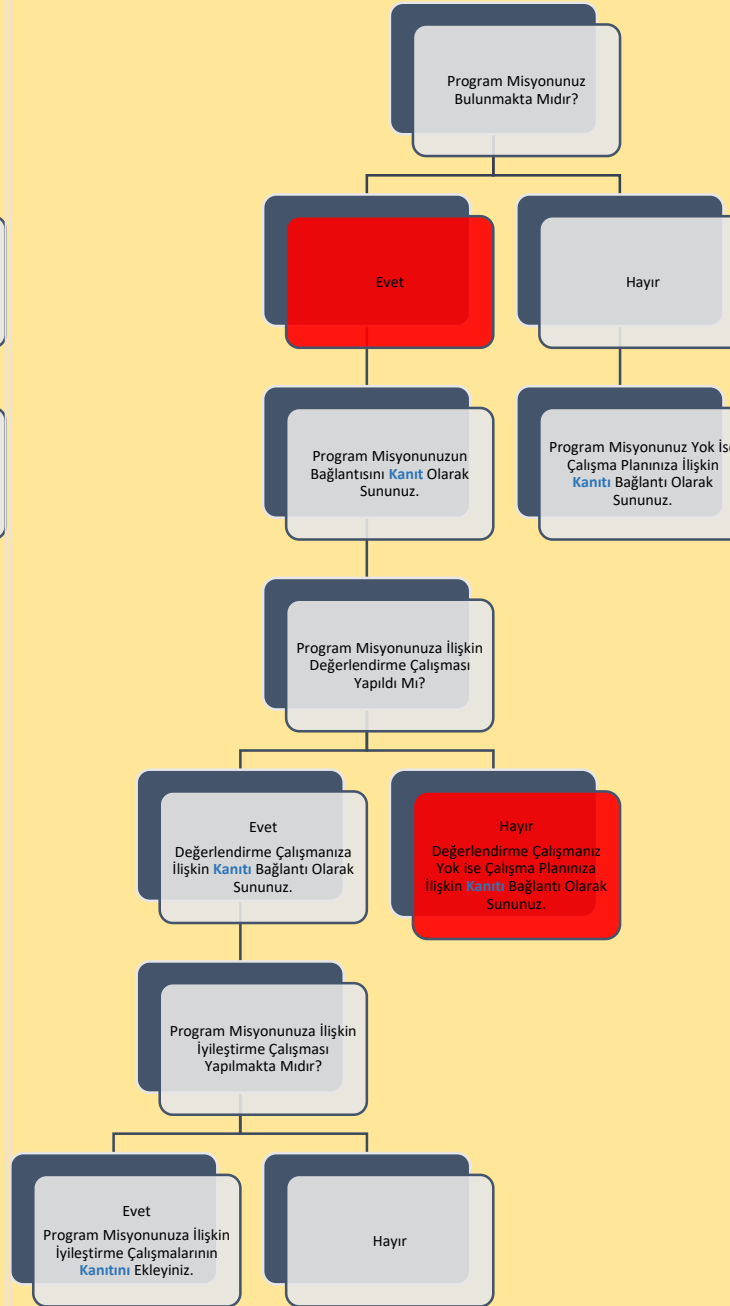 Program Misyonunuz
Bulunmakta Mıdır?
Evet
Hayır
Program Misyonunuzun
Bağlantısını Kanıt Olarak
Sununuz.
Program Misyonunuz Yok İse
Çalışma Planınıza İlişkin
Kanıtı Bağlantı Olarak
Sununuz.
Program Misyonunuza İlişkin
Değerlendirme Çalışması
Yapıldı Mı?
Evet
Değerlendirme Çalışmanıza
İlişkin Kanıtı Bağlantı Olarak
Sununuz.
Hayır
Değerlendirme Çalışmanız
Yok ise Çalışma Planınıza
İlişkin Kanıtı Bağlantı Olarak
Sununuz.
Program Misyonunuza İlişkin
İyileştirme Çalışması
Yapılmakta Mıdır?
Evet
Program Misyonunuza İlişkin
İyileştirme Çalışmalarının
Kanıtını Ekleyiniz.
Hayır